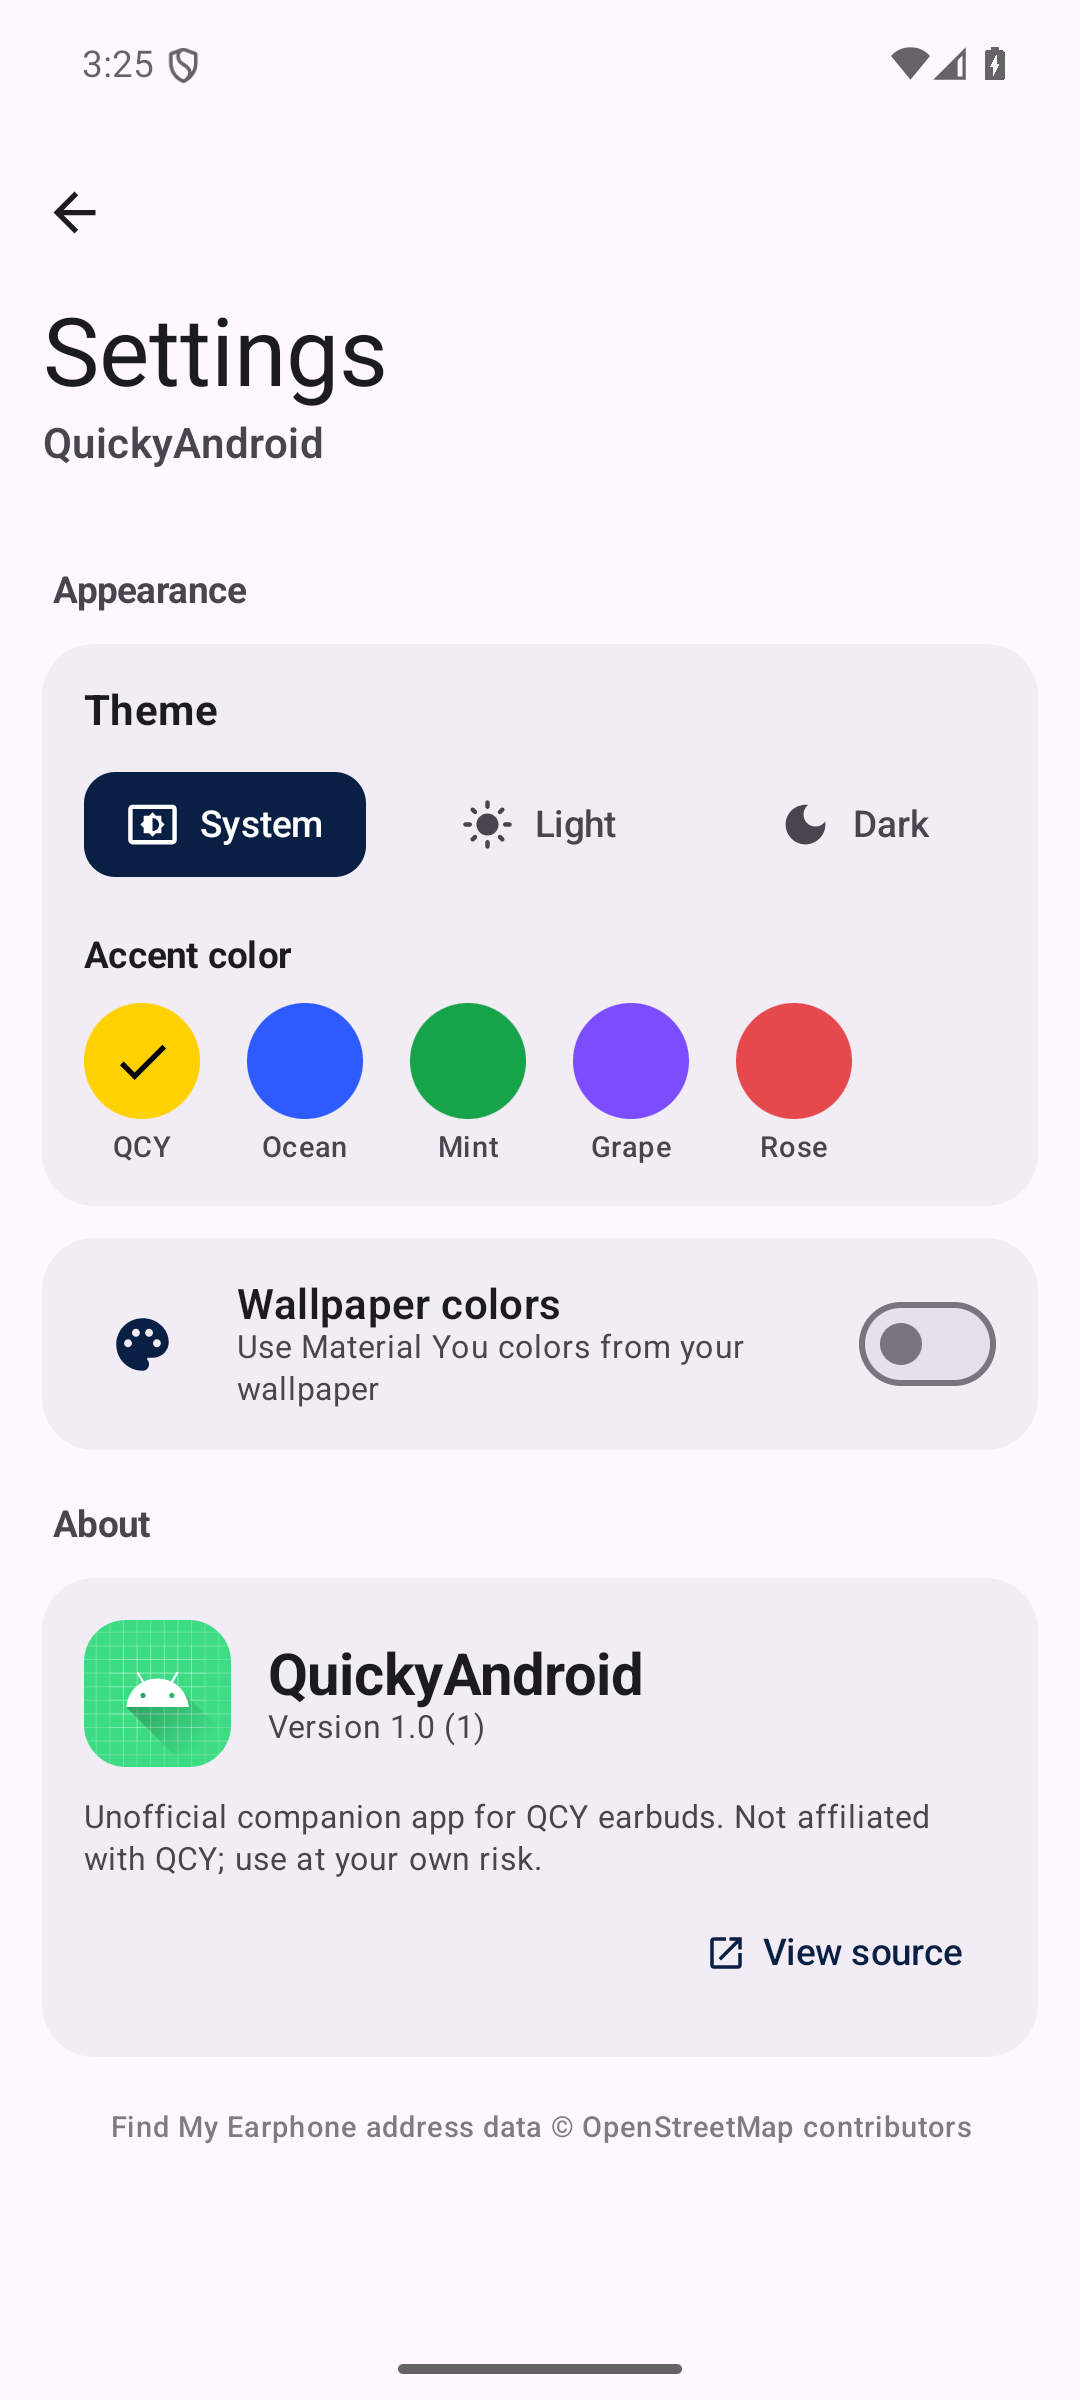 3:25
Settings
QuickyAndroid
Appearance
Theme
System
Light
Dark
Accent color
QCY
Ocean
Mint
Grape
Rose
Wallpaper colors
Use Material You colors from your
wallpaper
About
QuickyAndroid
Version 1.0 (1)
Unofficial companion app for QCY earbuds. Not affiliated
with QCY; use at your own risk.
View source
Find My Earphone address data © OpenStreetMap contributors